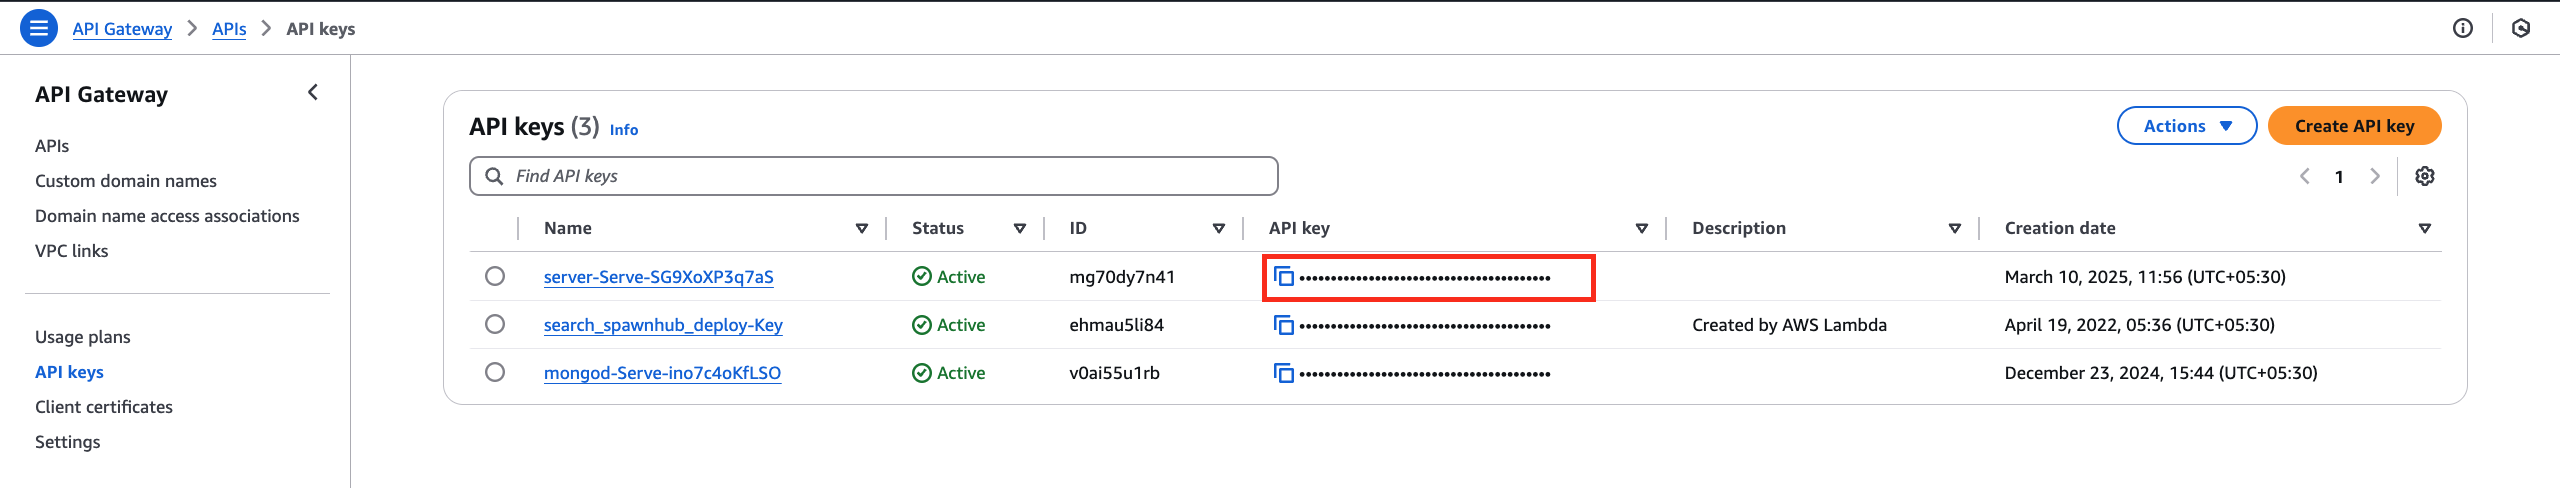 API Gateway > APIs > API keys
API Gateway
APIs
Custom domain names
Domain name access associations
VPC links
Usage plans
API keys
Client certificates
Settings
API keys (3) Info
Actions
Create API key
Find API keys
1
Name Status ID API key Description Creation date
server-Serve-SG9XoXP3q7aS Active mg70dy7n41 •••••••••••••••••••••••••••••••••••••••• March 10, 2025, 11:56 (UTC+05:30)
search_spawnhub_deploy-Key Active ehmau5li84 •••••••••••••••••••••••••••••••••••••••• Created by AWS Lambda April 19, 2022, 05:36 (UTC+05:30)
mongod-Serve-ino7c4oKfLSO Active v0ai55u1rb •••••••••••••••••••••••••••••••••••••••• December 23, 2024, 15:44 (UTC+05:30)